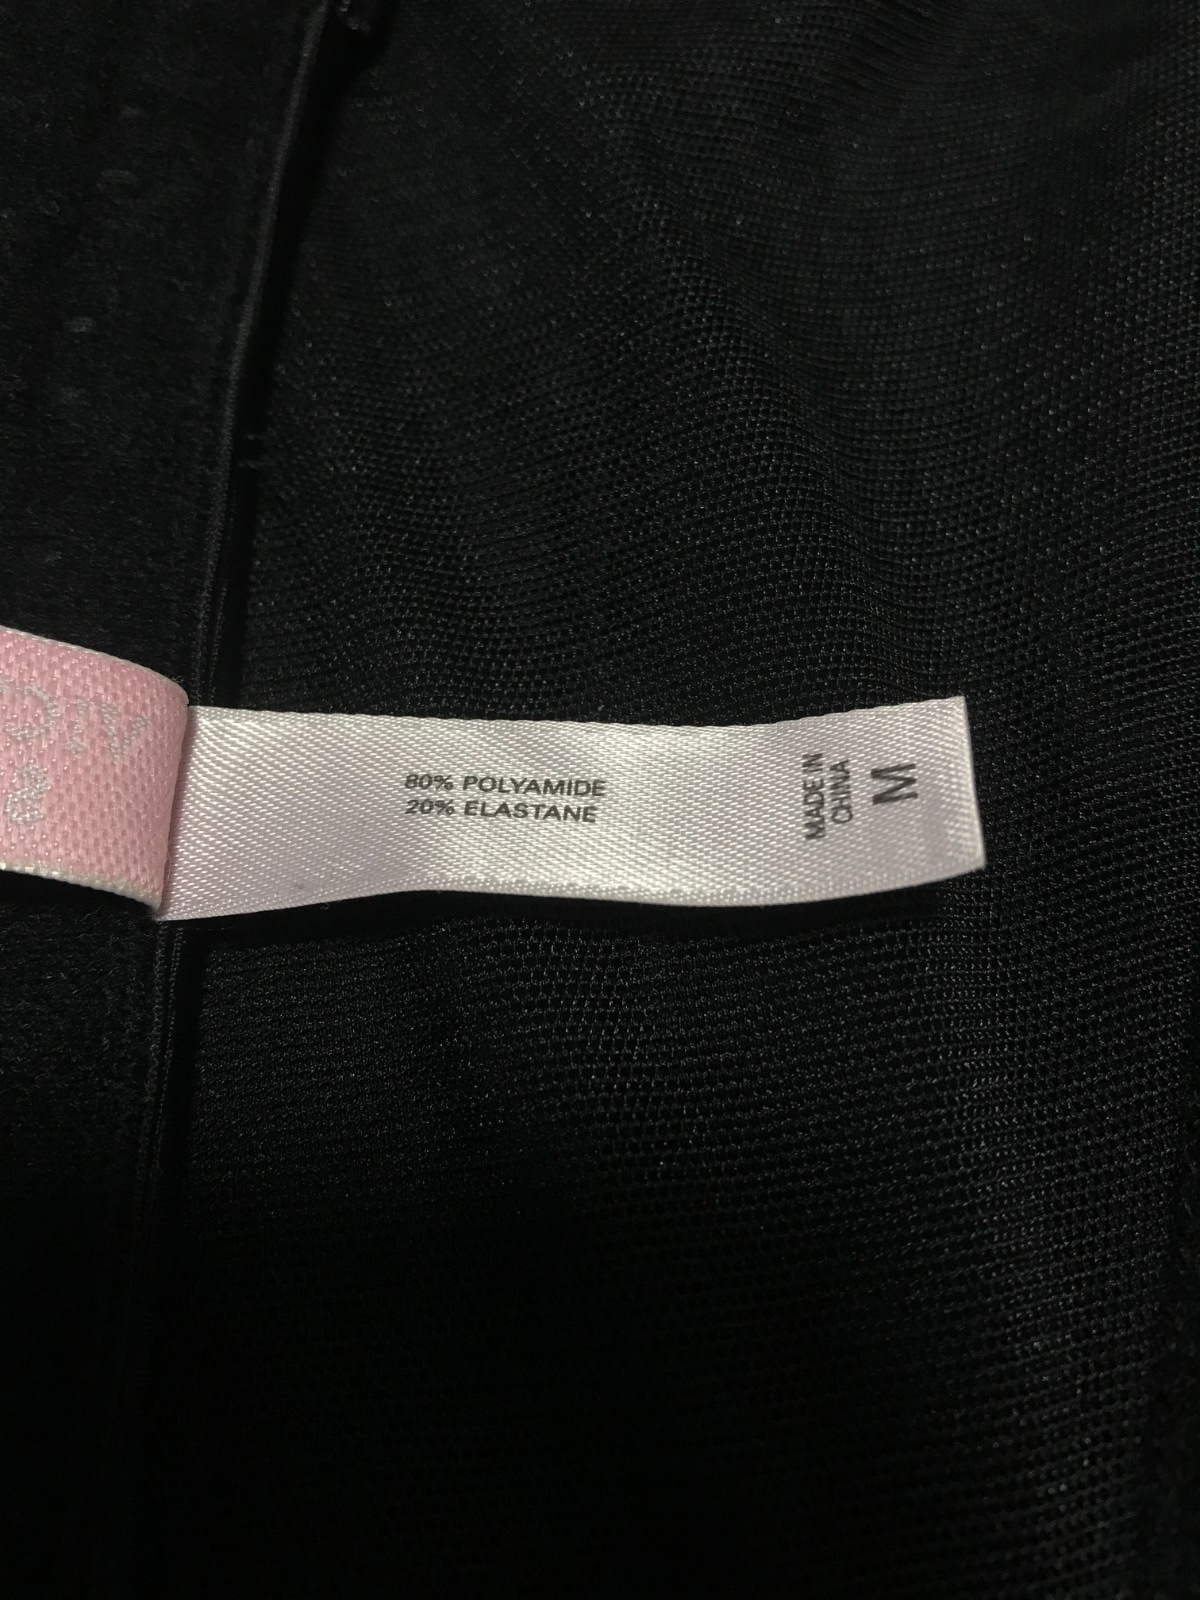 80% POLYAMIDE
20% ELASTANE
MADE IN
CHINA
M